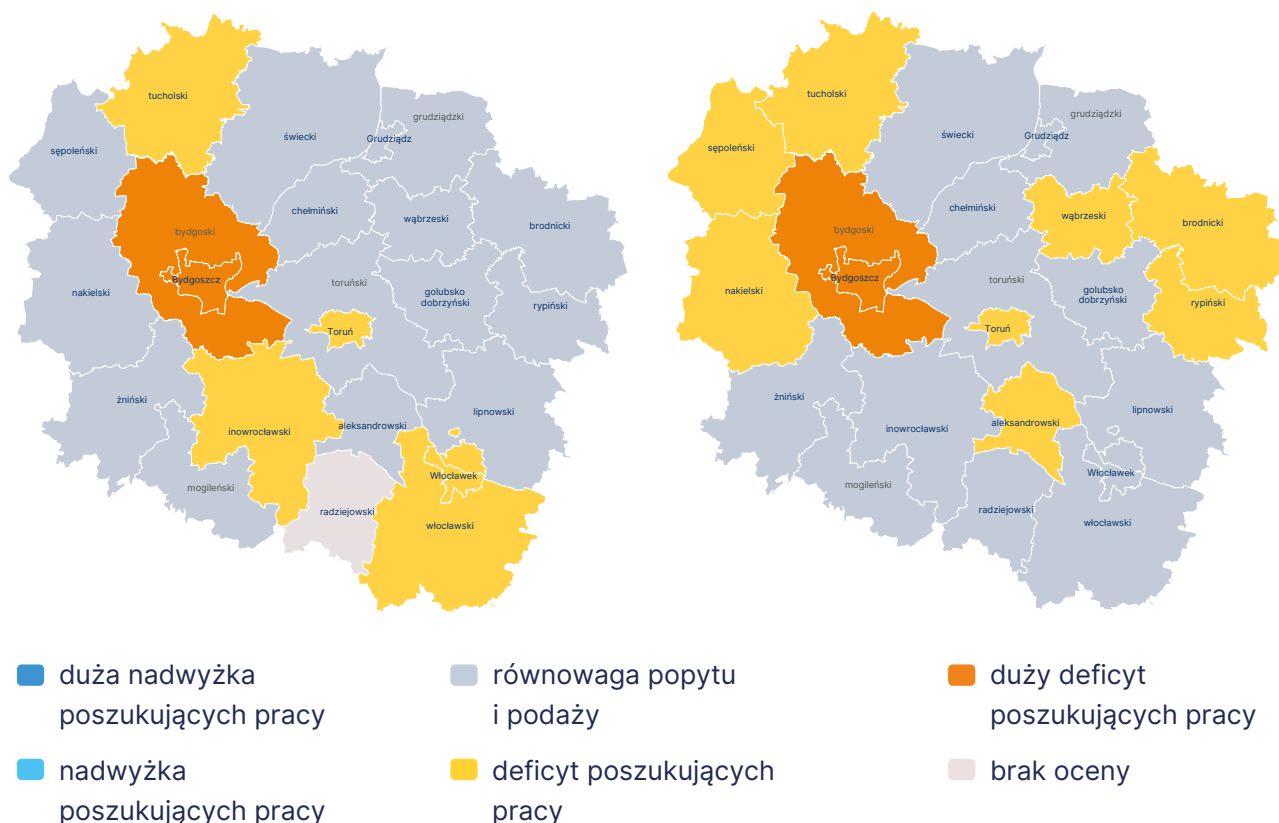 tucholski
świecki
grudziądzki
Grudziądz
sępoleński
chełmiński
wąbrzeski
brodnicki
bydgoski
Bydgoszcz
toruński
nakielski
golubsko
dobrzyński
rypiński
Toruń
żniński
inowrocławski
aleksandrowski
lipnowski
mogileński
Włocławek
radziejowski
włocławski
tucholski
świecki
grudziądzki
Grudziądz
sępoleński
chełmiński
wąbrzeski
brodnicki
bydgoski
Bydgoszcz
toruński
nakielski
golubsko
dobrzyński
rypiński
Toruń
żniński
inowrocławski
aleksandrowski
lipnowski
mogileński
Włocławek
radziejowski
włocławski
duża nadwyżka
poszukujących pracy
nadwyżka
poszukujących pracy
równowaga popytu
i podaży
deficyt poszukujących
pracy
duży deficyt
poszukujących pracy
brak oceny